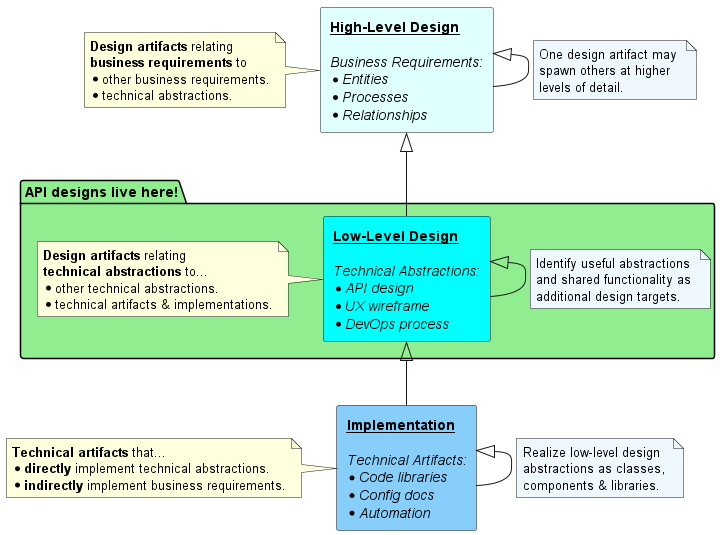 High-Level Design
Business Requirements:
• Entities
• Processes
• Relationships
Design artifacts relating
business requirements to
• other business requirements.
• technical abstractions.
One design artifact may
spawn others at higher
levels of detail.
API designs live here!
Low-Level Design
Technical Abstractions:
• API design
• UX wireframe
• DevOps process
Design artifacts relating
technical abstractions to...
• other technical abstractions.
• technical artifacts & implementations.
Identify useful abstractions
and shared functionality as
additional design targets.
Implementation
Technical Artifacts:
• Code libraries
• Config docs
• Automation
Technical artifacts that...
• directly implement technical abstractions.
• indirectly implement business requirements.
Realize low-level design
abstractions as classes,
components & libraries.